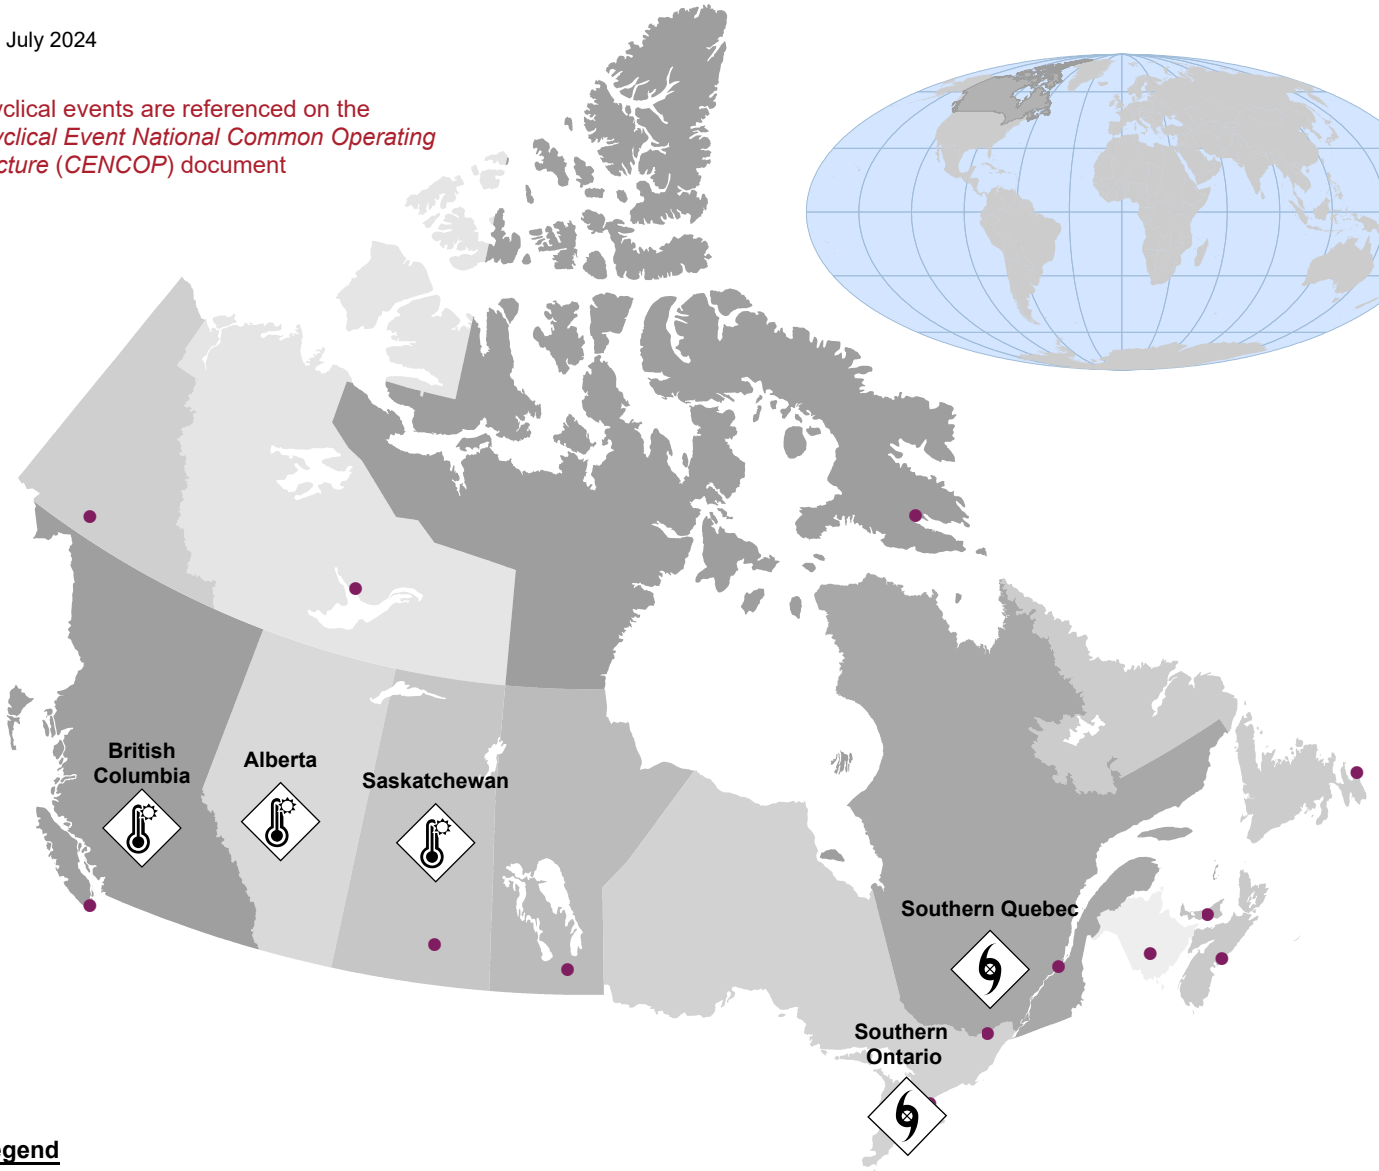 July 2024
yclical events are referenced on the
yclical Event National Common Operating
cture (CENCOP) document
British
Columbia
Alberta
Saskatchewan
Southern Quebec
Southern
Ontario
egend